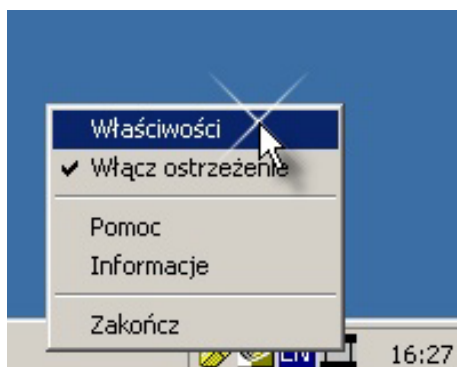 Właściwości
Włącz ostrzeżenie
Pomoc
Informacje
Zakończ
EN
16:27